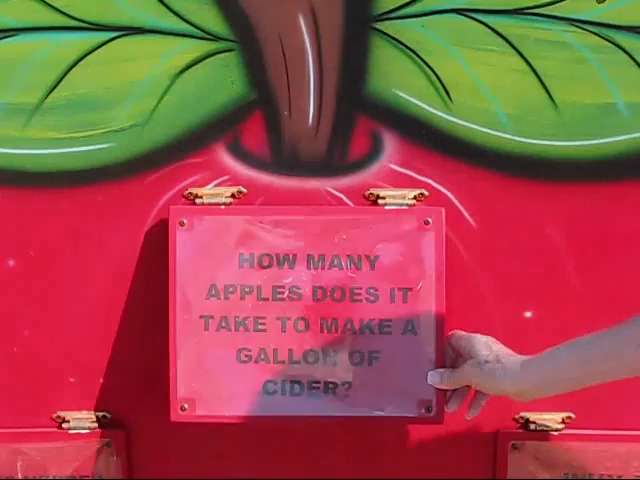 HOW MANY
APPLES DOES IT
TAKE TO MAKE A
GALLON OF
CIDER?